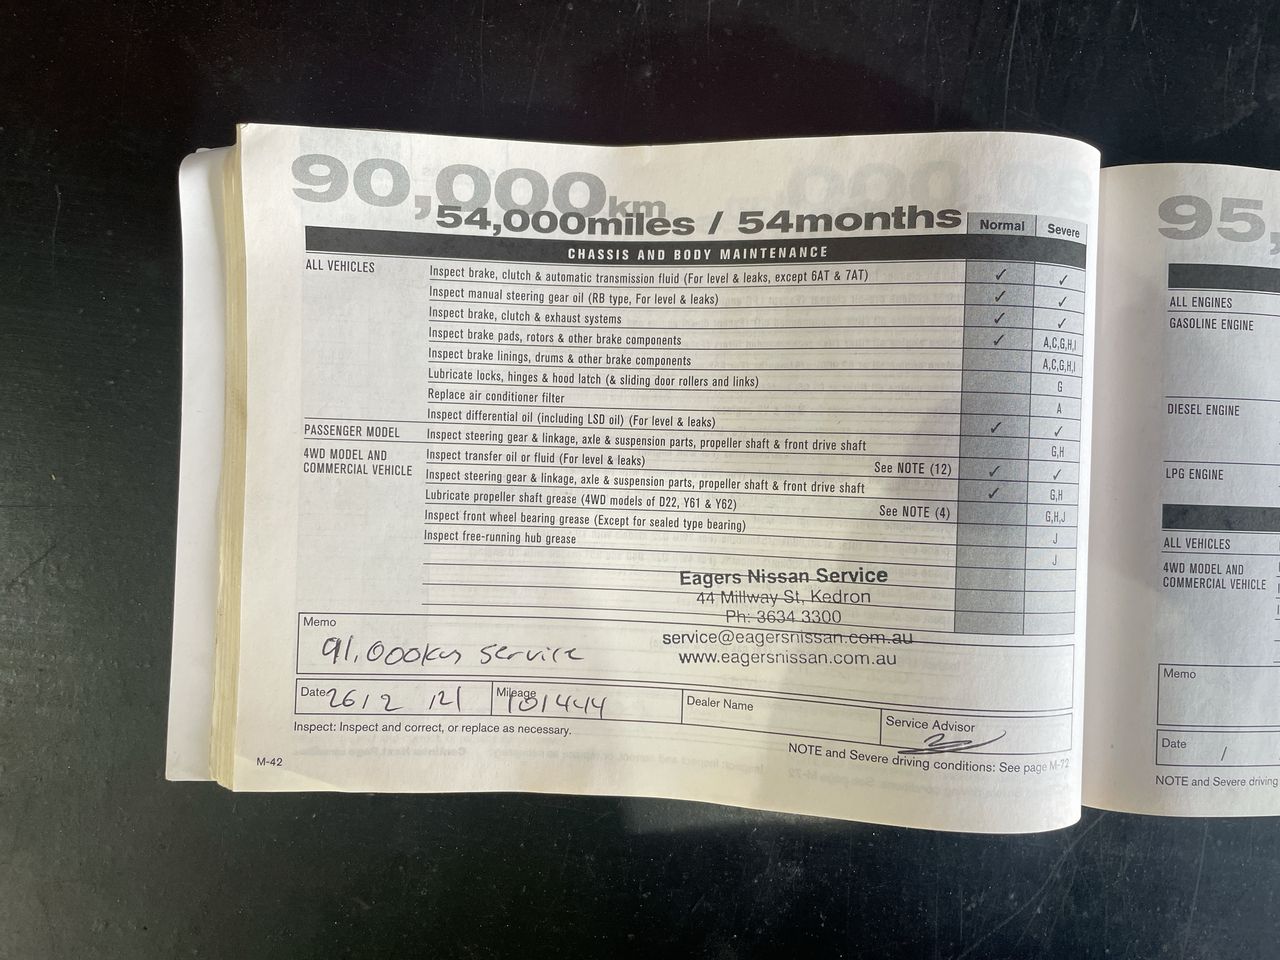 90,000km
54,000miles / 54months
Normal Severe
CHASSIS AND BODY MAINTENANCE
ALL VEHICLES
Inspect brake, clutch & automatic transmission fluid (For level & leaks, except 6AT & 7AT) ✓ ✓
Inspect manual steering gear oil (RB type, For level & leaks) ✓ ✓
Inspect brake, clutch & exhaust systems ✓ ✓
Inspect brake pads, rotors & other brake components ✓ A,C,G,H,I
Inspect brake linings, drums & other brake components A,C,G,H,I
Lubricate locks, hinges & hood latch (& sliding door rollers and links) G
Replace air conditioner filter A
Inspect differential oil (including LSD oil) (For level & leaks) ✓ ✓
PASSENGER MODEL Inspect steering gear & linkage, axle & suspension parts, propeller shaft & front drive shaft G,H
4WD MODEL AND COMMERCIAL VEHICLE
Inspect transfer oil or fluid (For level & leaks) See NOTE (12) ✓ ✓
Inspect steering gear & linkage, axle & suspension parts, propeller shaft & front drive shaft ✓ G,H
Lubricate propeller shaft grease (4WD models of D22, Y61 & Y62) See NOTE (4) G,H,J
Inspect front wheel bearing grease (Except for sealed type bearing) J
Inspect free-running hub grease J
Eagers Nissan Service
44 Millway St, Kedron
Ph: 3634 3300
service@eagersnissan.com.au
www.eagersnissan.com.au
Memo
91,000km service
Date 26/2/21 Mileage 101444 Dealer Name Service Advisor
Inspect: Inspect and correct, or replace as necessary.
NOTE and Severe driving conditions: See page M-72
M-42
95,
ALL ENGINES
GASOLINE ENGINE
DIESEL ENGINE
LPG ENGINE
ALL VEHICLES
4WD MODEL AND
COMMERCIAL VEHICLE
Memo
Date /
NOTE and Severe driving